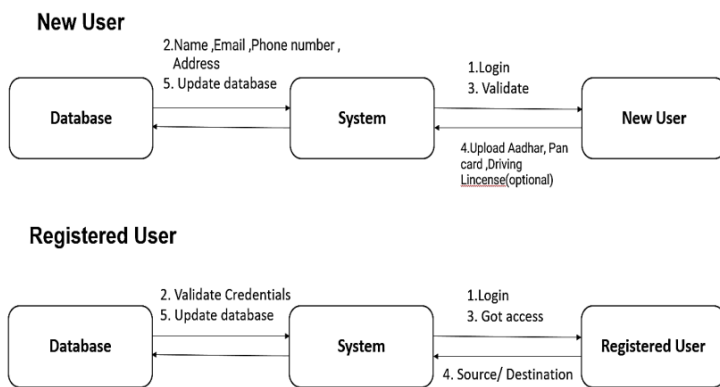 New User
2.Name ,Email ,Phone number ,
Address
5. Update database
1.Login
3. Validate
Database
System
New User
4.Upload Aadhar, Pan
card ,Driving
Lincense(optional)
Registered User
2. Validate Credentials
5. Update database
1.Login
3. Got access
Database
System
Registered User
4. Source/ Destination